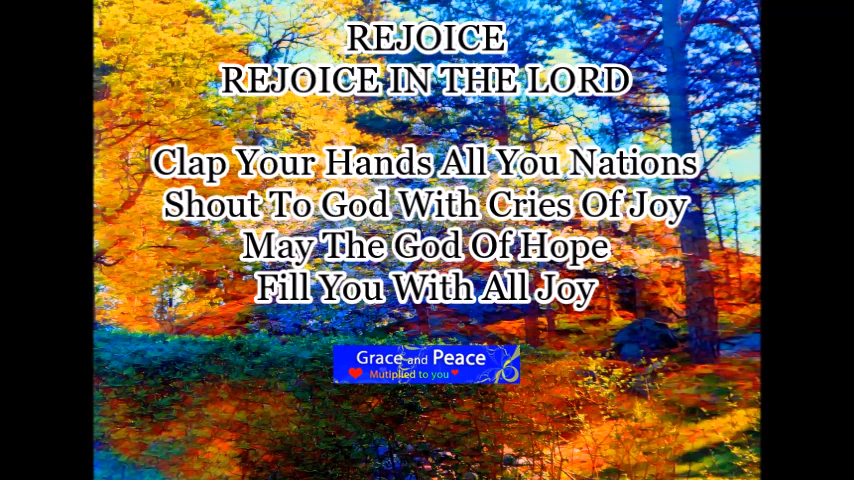 REJOICE
REJOICE IN THE LORD
Clap Your Hands All You Nations
Shout To God With Cries Of Joy
May The God Of Hope
Fill You With All Joy
Grace and Peace
Mutiplied to you